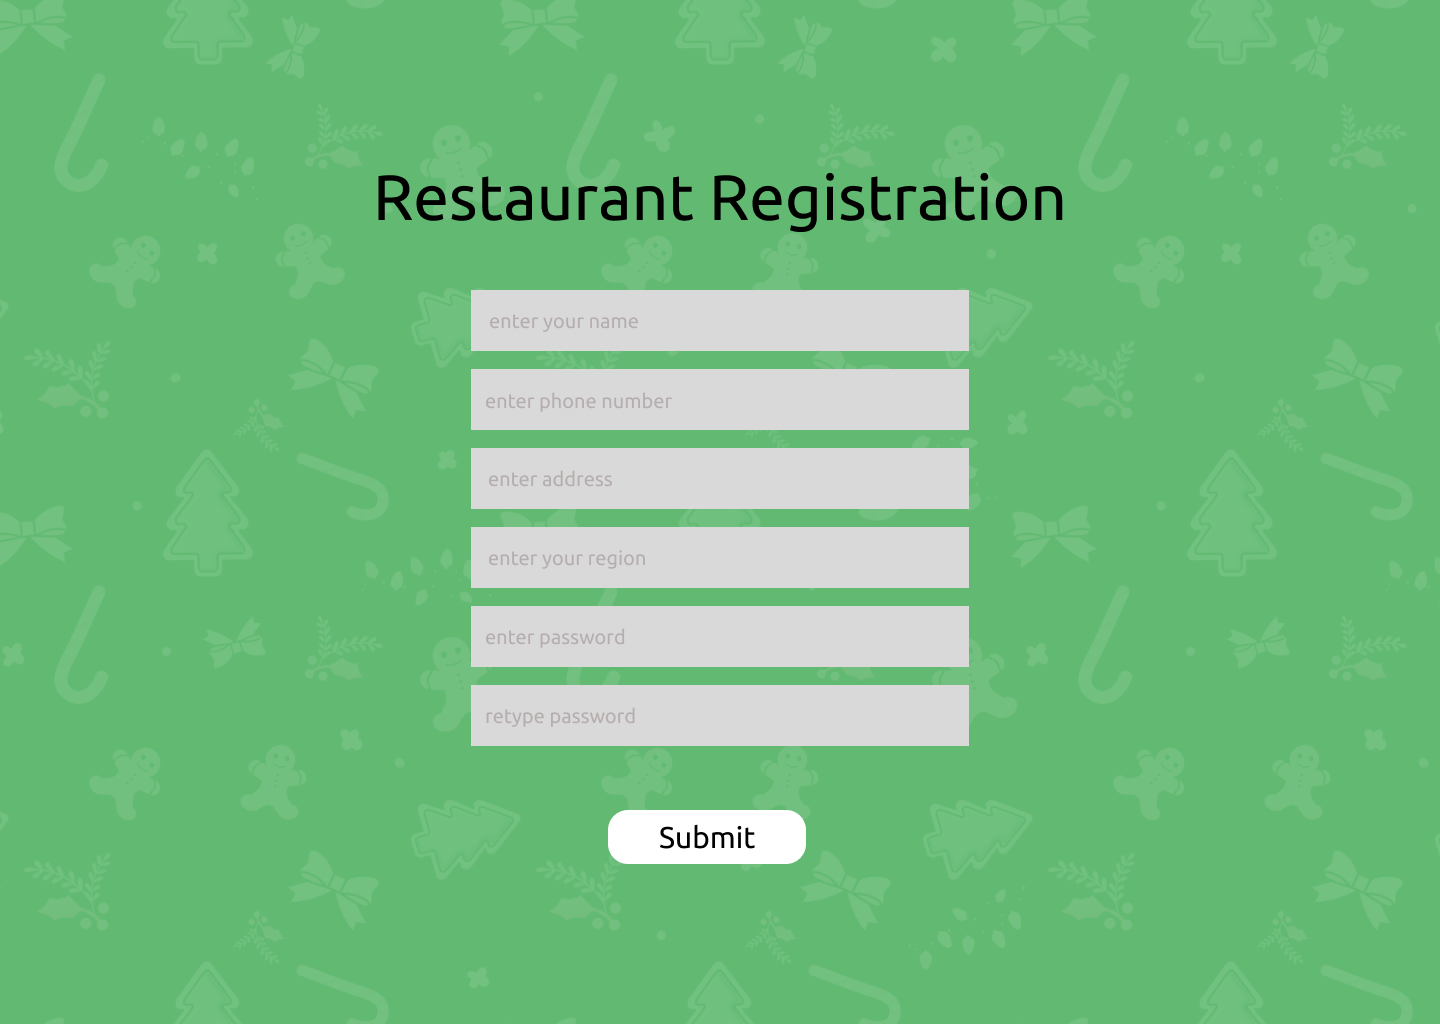 Restaurant Registration
enter your name
enter phone number
enter address
enter your region
enter password
retype password
Submit